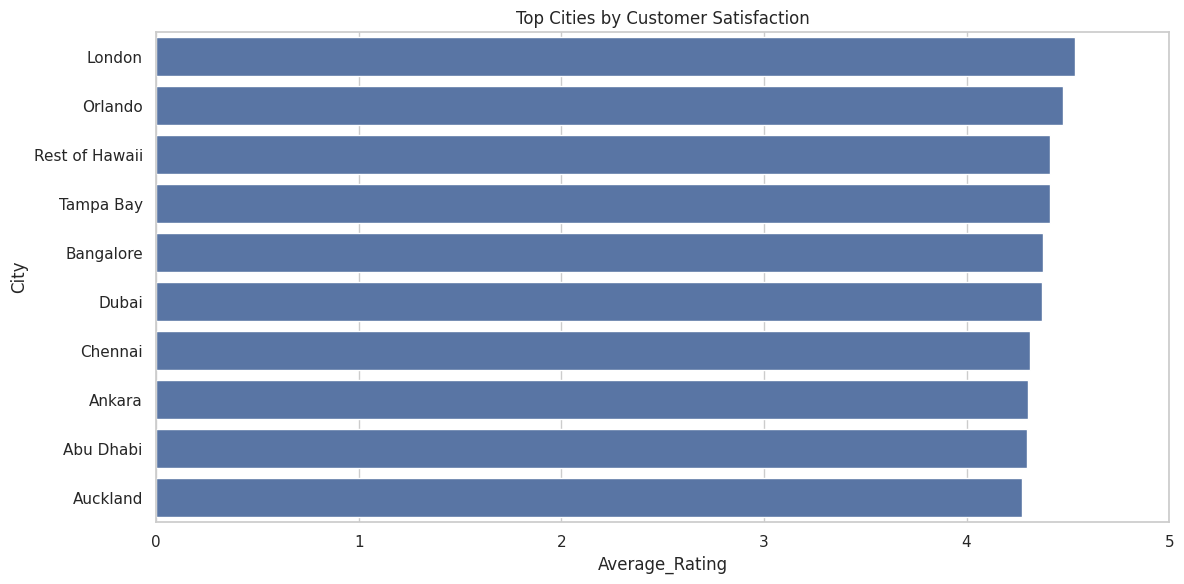 Top Cities by Customer Satisfaction
City
London
Orlando
Rest of Hawaii
Tampa Bay
Bangalore
Dubai
Chennai
Ankara
Abu Dhabi
Auckland
0 1 2 3 4 5
Average_Rating